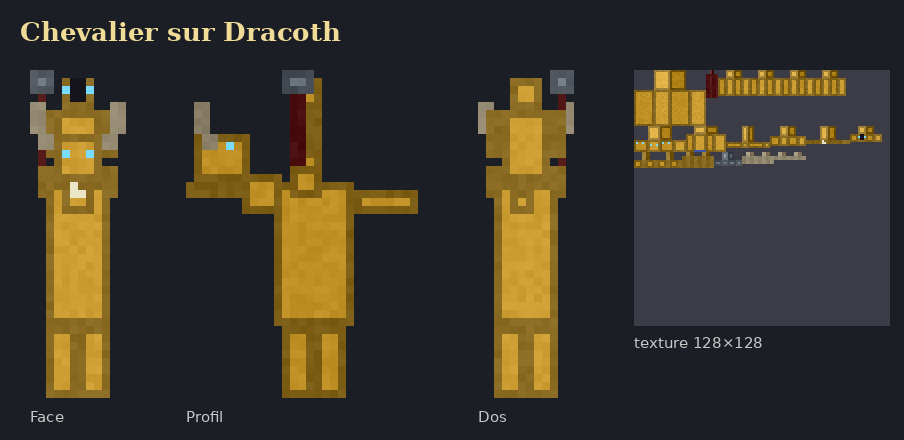 Chevalier sur Dracoth
texture 128×128
Face
Profil
Dos